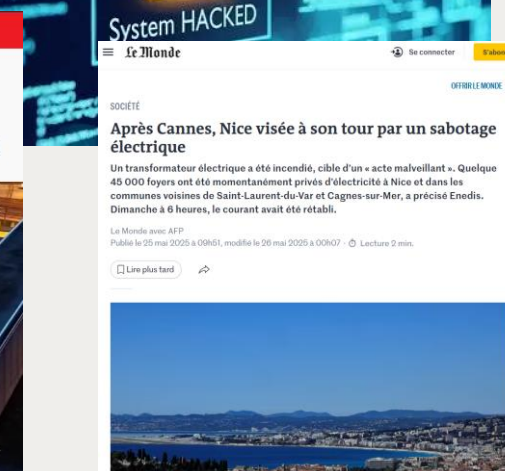 System HACKED
Le Monde
Se connecter
S'abon
OFFRIR LE MONDE
SOCIÉTÉ
Après Cannes, Nice visée à son tour par un sabotage
électrique
Un transformateur électrique a été incendié, cible d'un « acte malveillant ». Quelque
45 000 foyers ont été momentanément privés d'électricité à Nice et dans les
communes voisines de Saint-Laurent-du-Var et Cagnes-sur-Mer, a précisé Enedis.
Dimanche à 6 heures, le courant avait été rétabli.
Le Monde avec AFP
Publié le 25 mai 2025 à 09h51, modifié le 26 mai 2025 à 00h07 · Lecture 2 min.
Lire plus tard